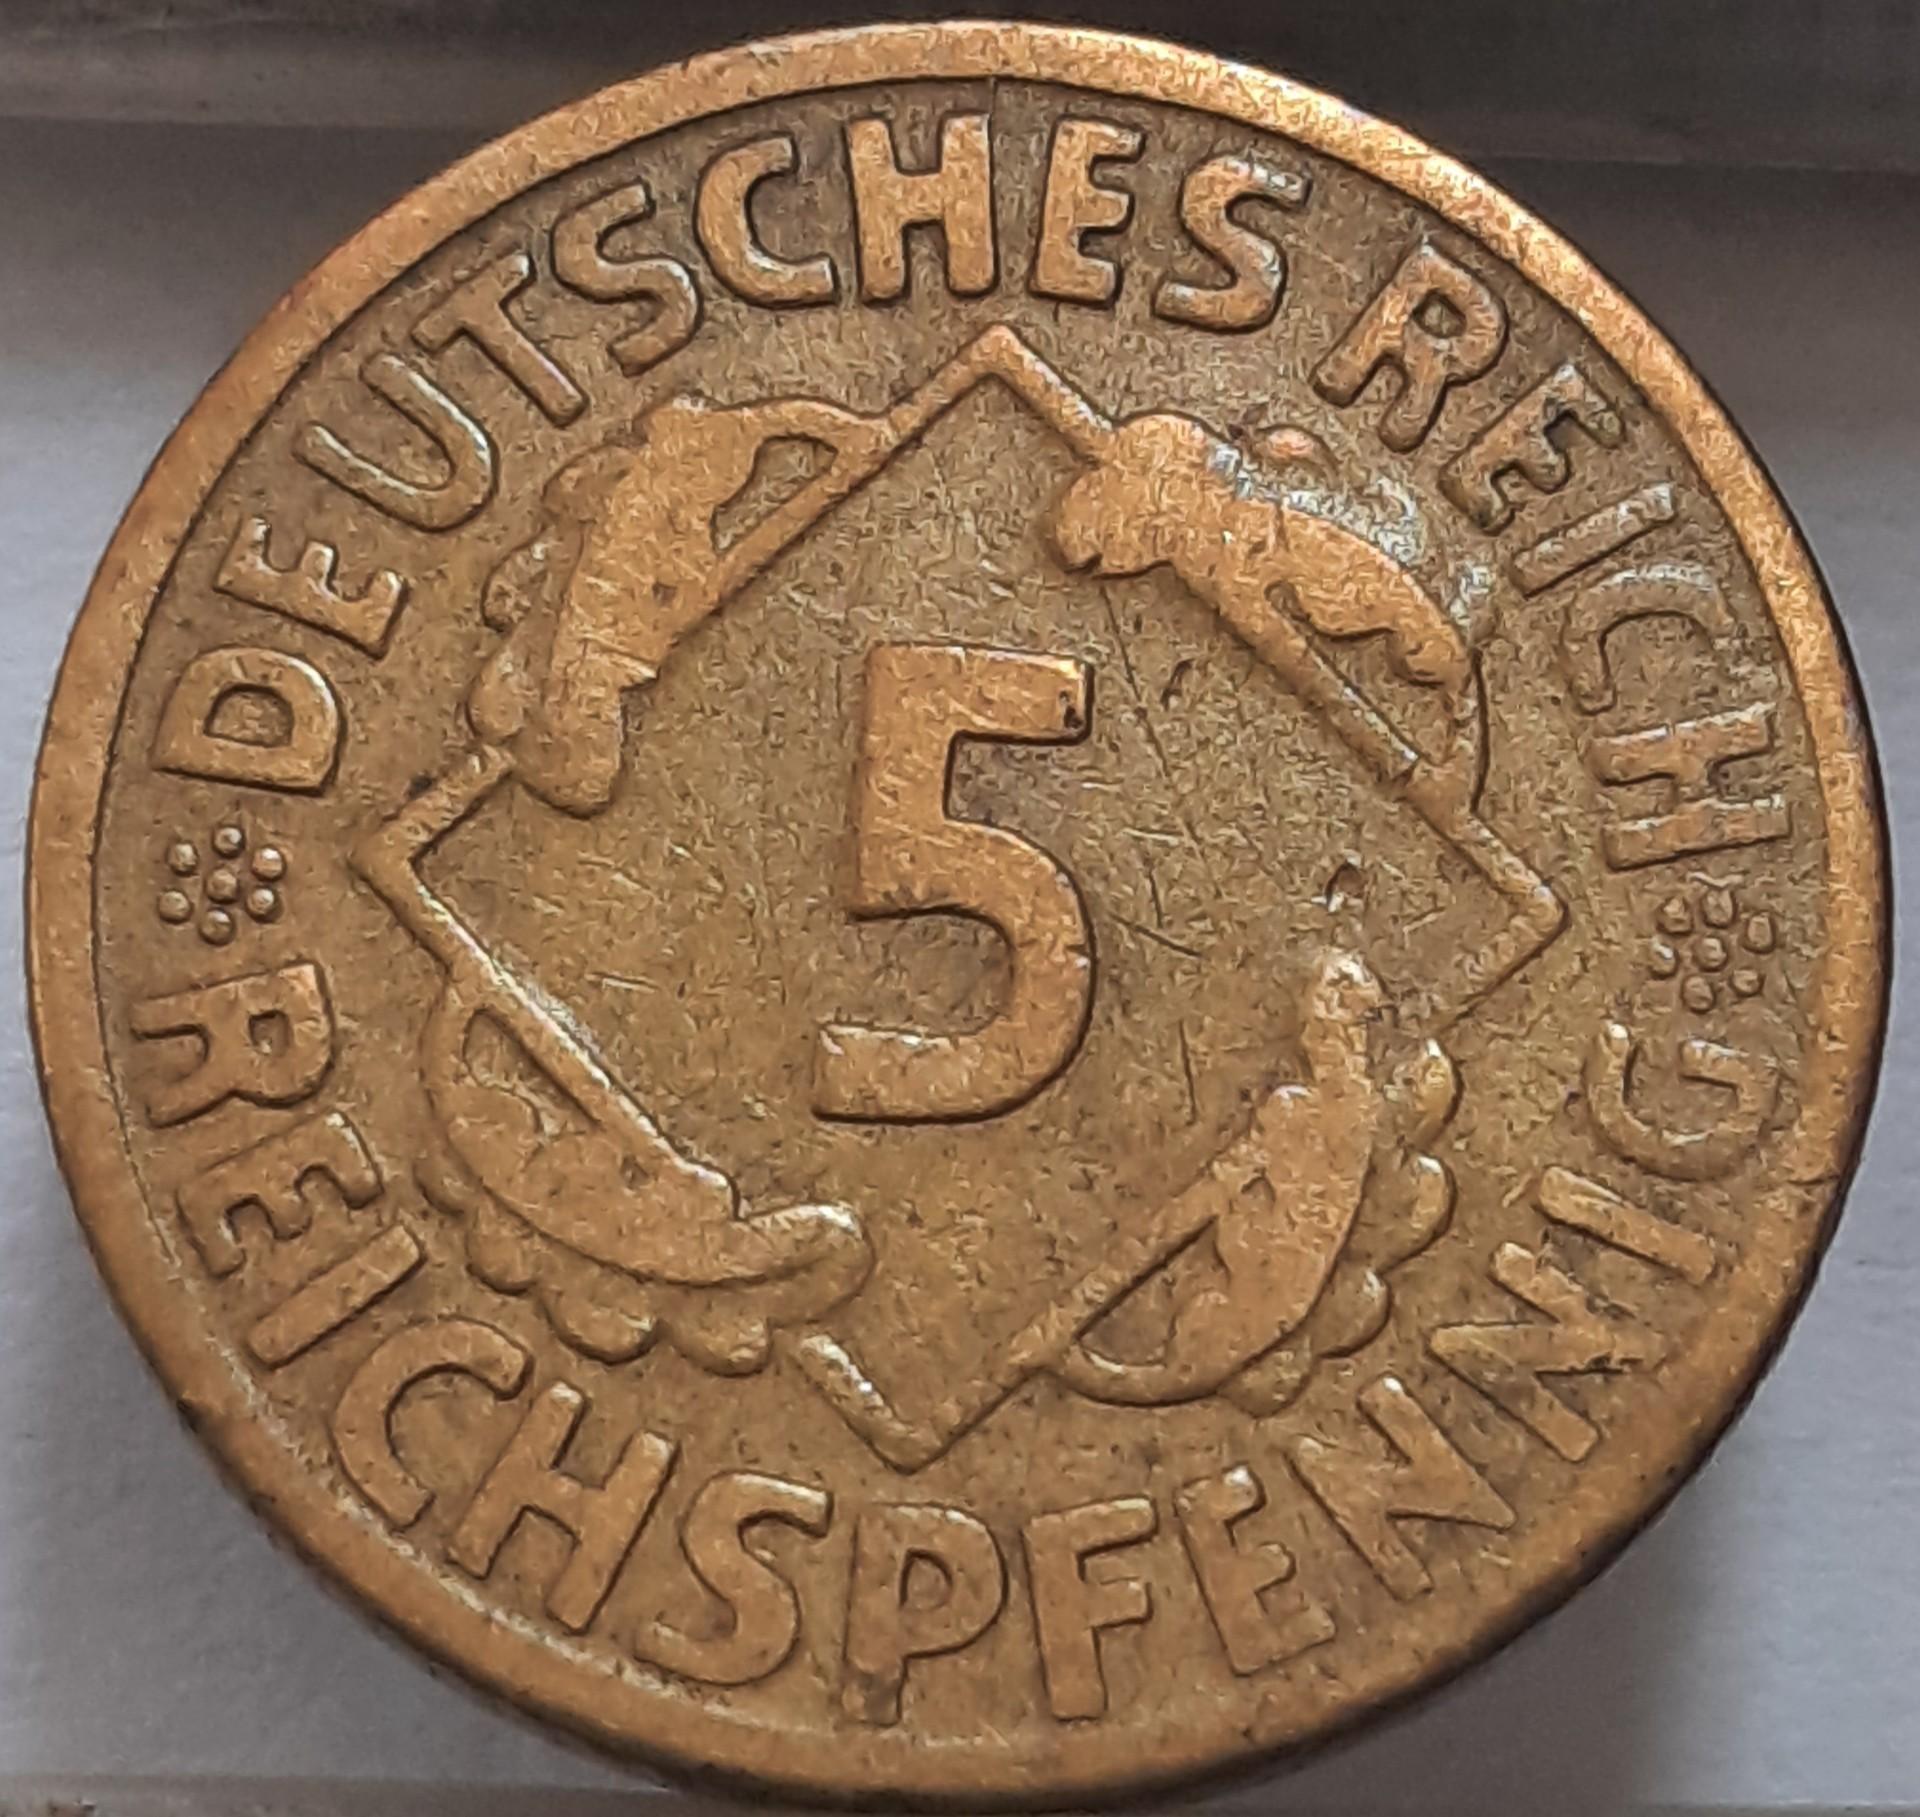 DEUTSCHES REICH
5
REICHSPFENNIG